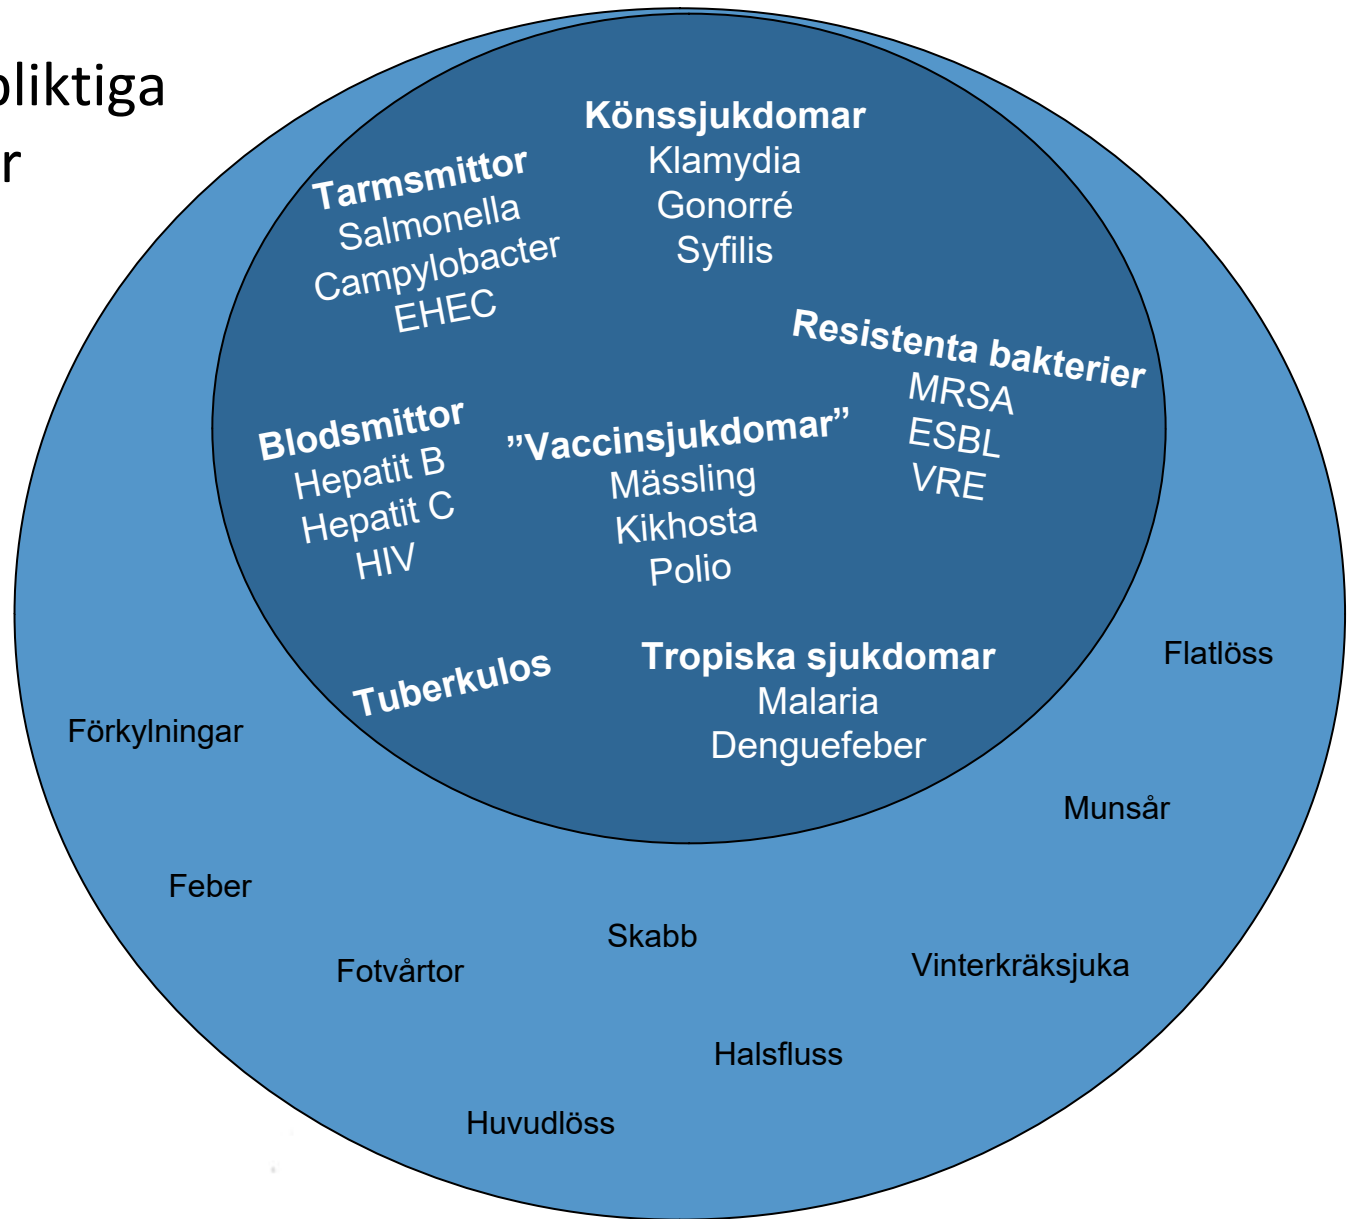 pliktiga
r
Könssjukdomar
Klamydia
Gonorré
Syfilis
Tarmsmittor
Salmonella
Campylobacter
EHEC
Resistenta bakterier
MRSA
ESBL
VRE
Blodsmittor
Hepatit B
Hepatit C
HIV
”Vaccinsjukdomar”
Mässling
Kikhosta
Polio
Tuberkulos
Tropiska sjukdomar
Malaria
Denguefeber
Flatlöss
Förkylningar
Munsår
Feber
Skabb
Fotvårtor
Vinterkräksjuka
Halsfluss
Huvudlöss